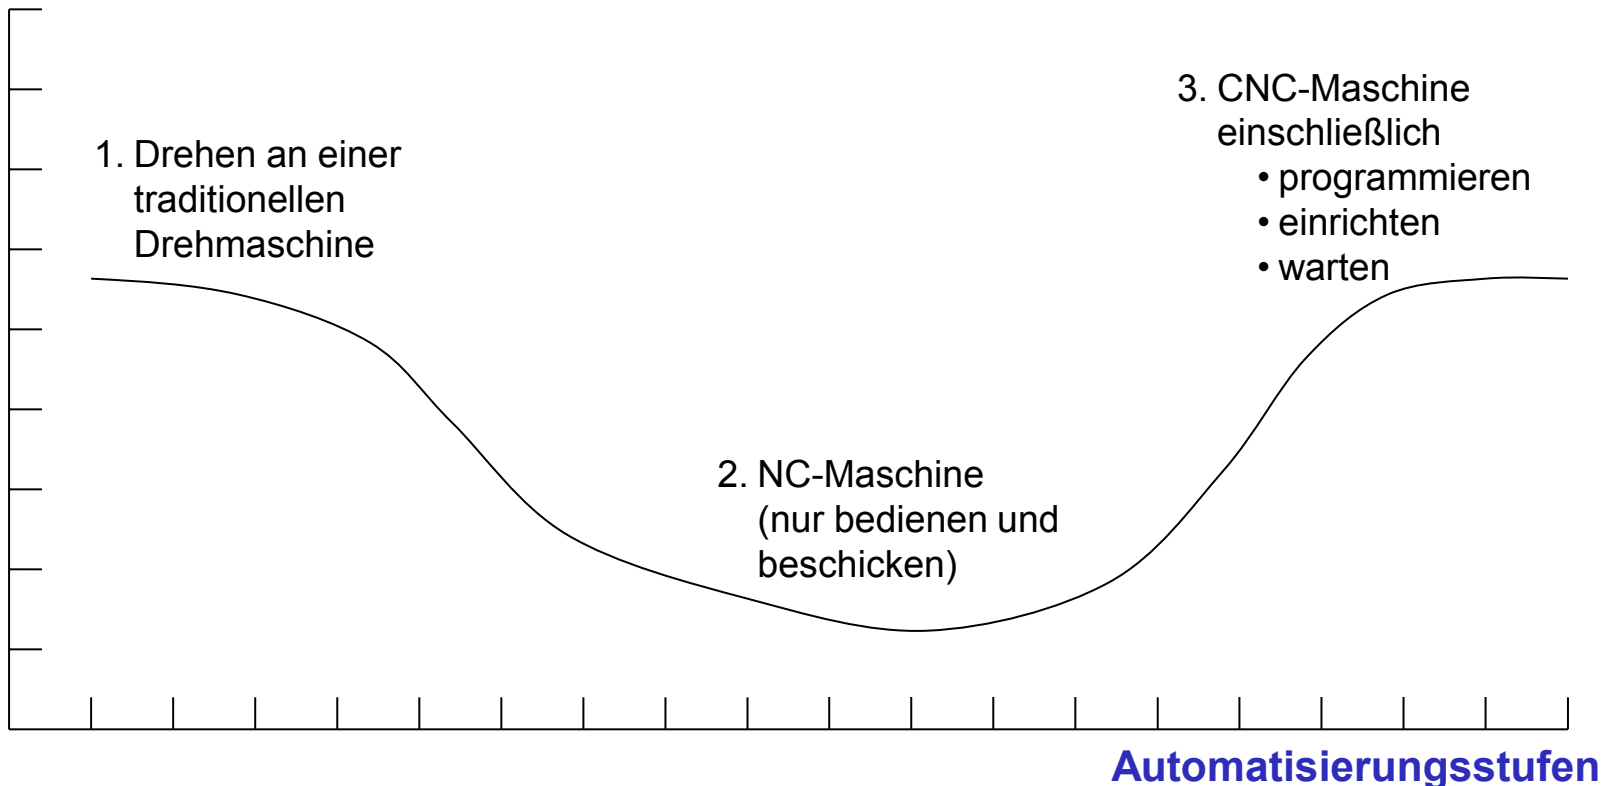 1. Drehen an einer
traditionellen
Drehmaschine
2. NC-Maschine
(nur bedienen und
beschicken)
3. CNC-Maschine
einschließlich
• programmieren
• einrichten
• warten
Automatisierungsstufen